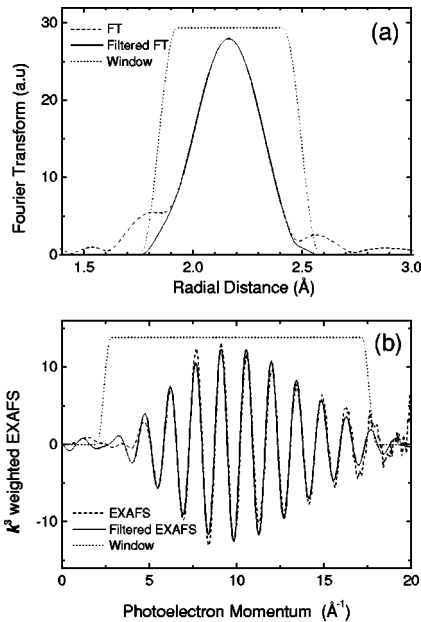 30
(a)
FT
Filtered FT
Window
20
10
0
Fourier Transform (a.u)
1.5 2.0 2.5 3.0
Radial Distance (Å)
(b)
10
0
-10
k³ weighted EXAFS
EXAFS
Filtered EXAFS
Window
0 5 10 15 20
Photoelectron Momentum (Å⁻¹)